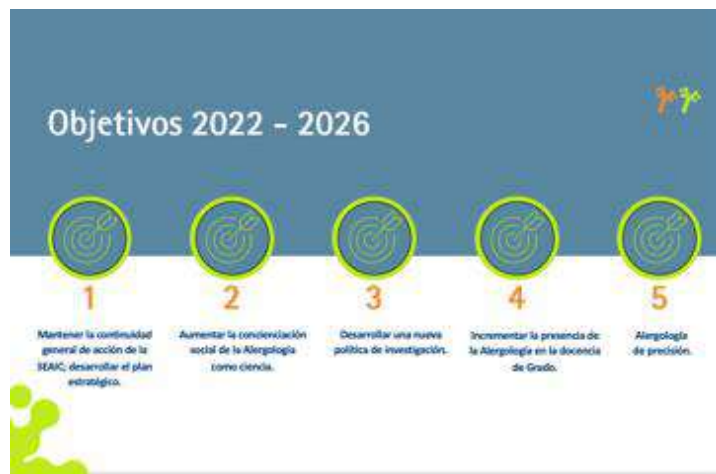 Objetivos 2022 - 2026
1
Mantener la continuidad
general de acción de la
SEAIC; desarrollar el plan
estratégico.
2
Aumentar la concienciación
social de la Alergología
como ciencia.
3
Desarrollar una nueva
política de investigación.
4
Incrementar la presencia de
la Alergología en la docencia
de Grado.
5
Alergología
de precisión.